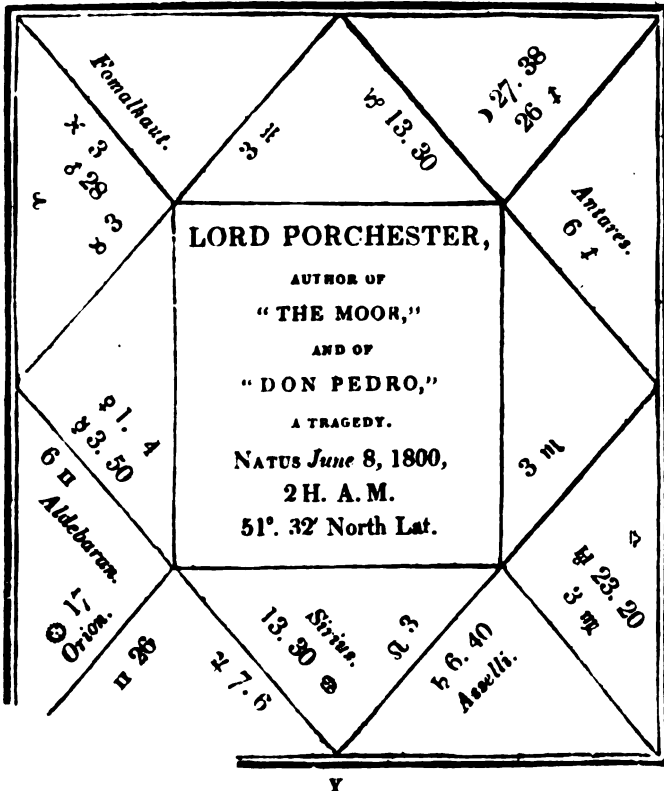 Fomalhaut.
♓ 3
♂ 28
♉ 3
♈
3 ♒
♑ 13. 30
☽ 27. 38
26 ♐
Antares.
6 ♐
LORD PORCHESTER,
AUTHOR OF
“THE MOOR,”
AND OF
“DON PEDRO,”
A TRAGEDY.
NATUS June 8, 1800,
2 H. A. M.
51°. 32′ North Lat.
♀ 1. 4
☿ 3. 50
6 ♊
Aldebaran.
Orion.
♊ 26
♃ 7. 6
Sirius.
13. 30
♌ 3
♄ 6. 40
Asselli.
3 ♏
♅ 23. 20
3 ♍
X